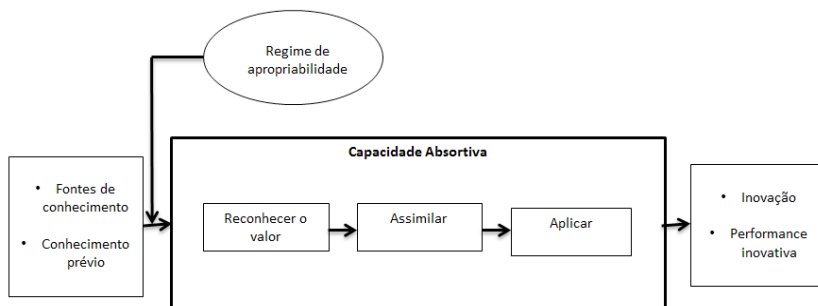 Regime de
apropriabilidade
Capacidade Absortiva
• Fontes de
conhecimento
• Conhecimento
prévio
Reconhecer o
valor
Assimilar
Aplicar
• Inovação
• Performance
inovativa